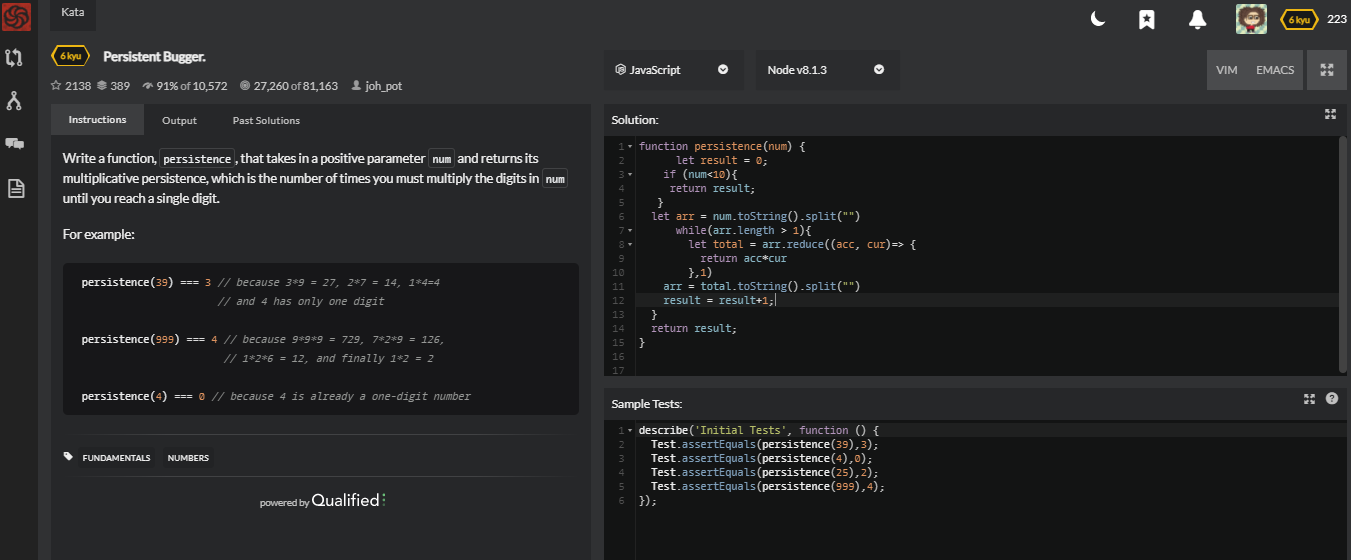 Kata
6 kyu
223
6 kyu Persistent Bugger.
2138 389 91% of 10,572 27,260 of 81,163 joh_pot
JavaScript
Node v8.1.3
VIM EMACS
Instructions Output Past Solutions
Write a function, persistence, that takes in a positive parameter num and returns its
multiplicative persistence, which is the number of times you must multiply the digits in num
until you reach a single digit.
For example:
persistence(39) === 3 // because 3*9 = 27, 2*7 = 14, 1*4=4
// and 4 has only one digit
persistence(999) === 4 // because 9*9*9 = 729, 7*2*9 = 126,
// 1*2*6 = 12, and finally 1*2 = 2
persistence(4) === 0 // because 4 is already a one-digit number
FUNDAMENTALS NUMBERS
powered by Qualified
Solution:
1 function persistence(num) {
2 let result = 0;
3 if (num<10){
4 return result;
5 }
6 let arr = num.toString().split("")
7 while(arr.length > 1){
8 let total = arr.reduce((acc, cur)=> {
9 return acc*cur
10 },1)
11 arr = total.toString().split("")
12 result = result+1;
13 }
14 return result;
15 }
16
17
Sample Tests:
?
1 describe('Initial Tests', function () {
2 Test.assertEquals(persistence(39),3);
3 Test.assertEquals(persistence(4),0);
4 Test.assertEquals(persistence(25),2);
5 Test.assertEquals(persistence(999),4);
6 });